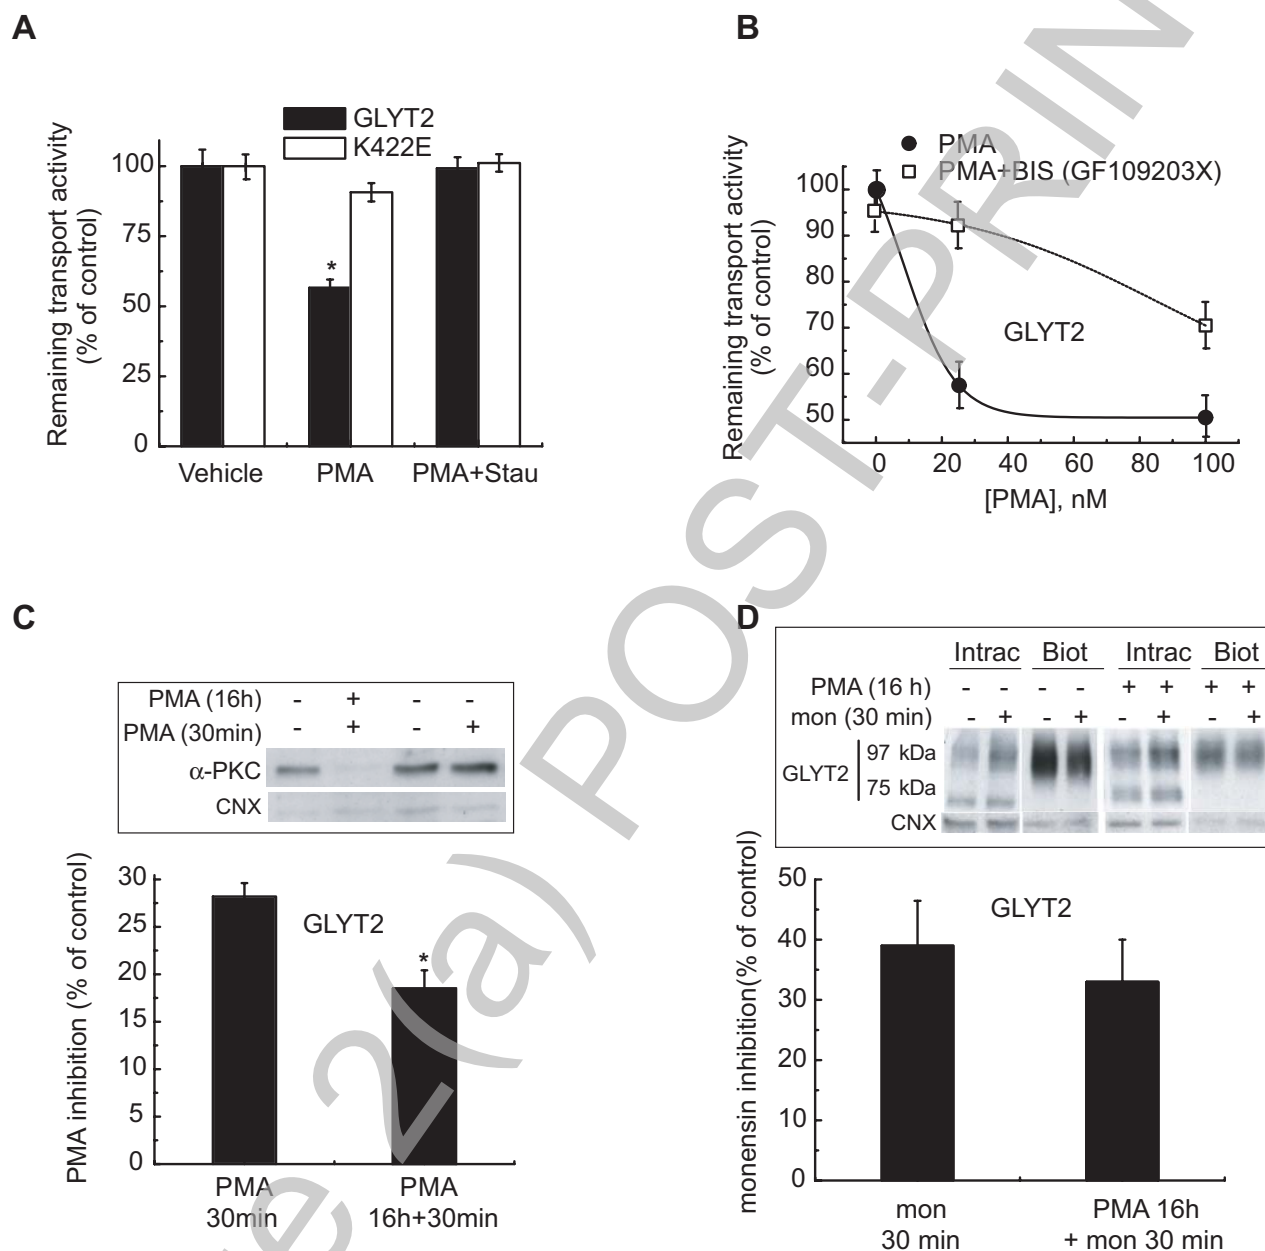 A
GLYT2
K422E
Remaining transport activity
(% of control)
100
75
50
25
0
*
Vehicle PMA PMA+Stau
B
PMA
PMA+BIS (GF109203X)
Remaining transport activity
(% of control)
100
90
80
70
60
50
GLYT2
0 20 40 60 80 100
[PMA], nM
C
PMA (16h) - + - -
PMA (30min) - + - +
α-PKC
CNX
PMA inhibition (% of control)
30
25
20
15
10
5
0
GLYT2
*
PMA PMA
30min 16h+30min
D
Intrac Biot Intrac Biot
PMA (16 h) - - - - + + + +
mon (30 min) - + - + - + - +
GLYT2
97 kDa
75 kDa
CNX
monensin inhibition(% of control)
50
40
30
20
10
0
GLYT2
mon PMA 16h
30 min + mon 30 min
e 2(a) POST-PRIN